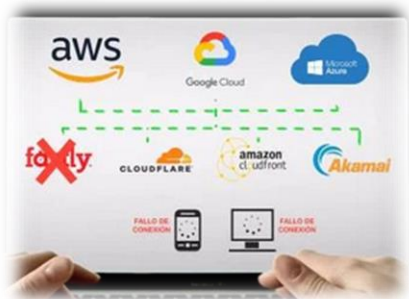 aws
Google Cloud
Microsoft
Azure
fastly
CLOUDFLARE
amazon
cloudfront
Akamai
FALLO DE
CONEXIÓN
FALLO DE
CONEXIÓN